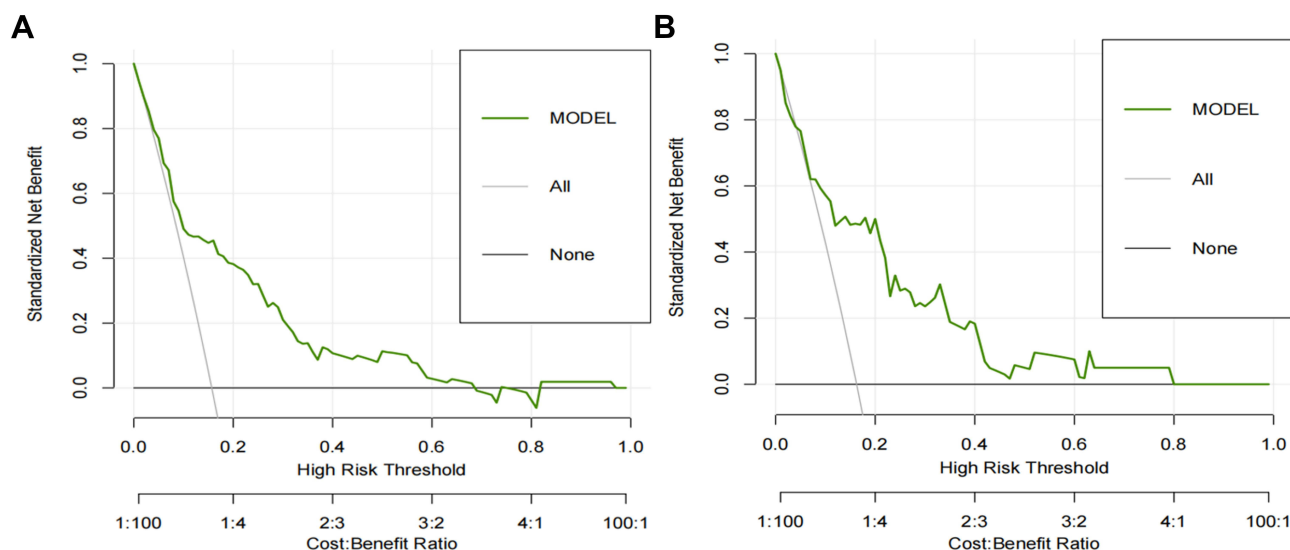 A
Standardized Net Benefit
1.0
0.8
0.6
0.4
0.2
0.0
MODEL
All
None
0.0 0.2 0.4 0.6 0.8 1.0
High Risk Threshold
1:100 1:4 2:3 3:2 4:1 100:1
Cost:Benefit Ratio
B
Standardized Net Benefit
1.0
0.8
0.6
0.4
0.2
0.0
MODEL
All
None
0.0 0.2 0.4 0.6 0.8 1.0
High Risk Threshold
1:100 1:4 2:3 3:2 4:1 100:1
Cost:Benefit Ratio